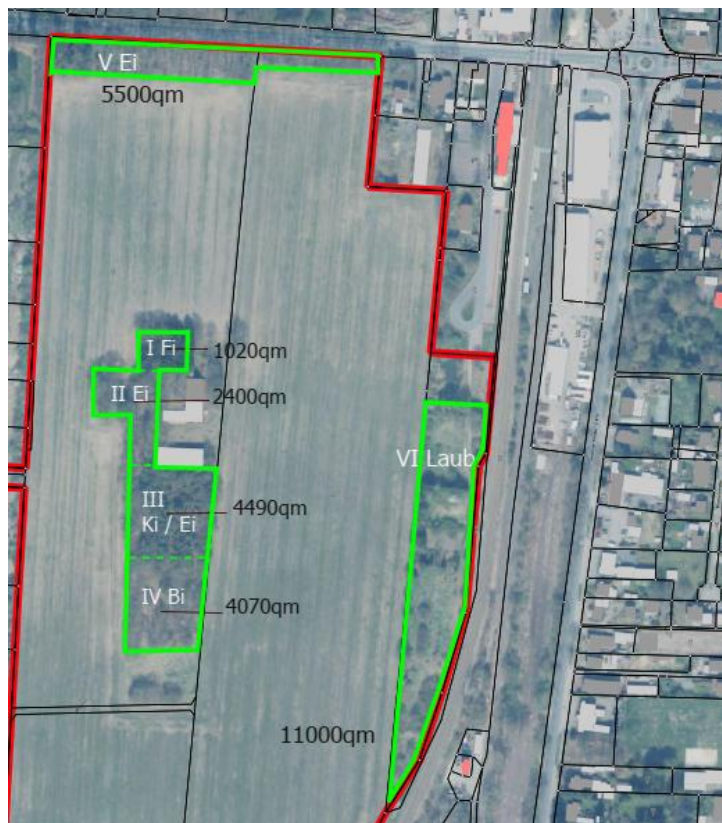 V Ei
5500qm
I Fi
1020qm
II Ei
2400qm
VI Laub
III
Ki / Ei
4490qm
IV Bi
4070qm
11000qm